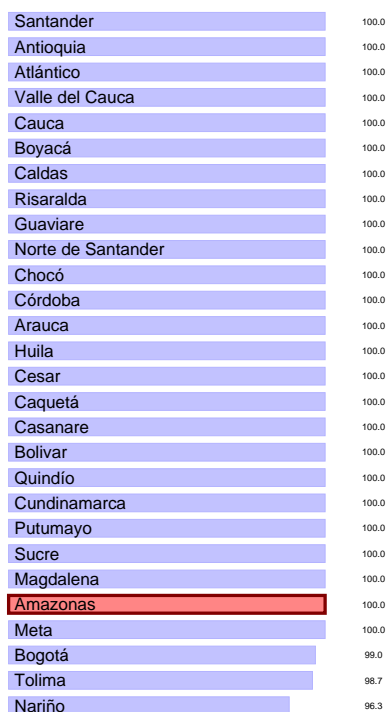 Santander 100.0
Antioquia 100.0
Atlántico 100.0
Valle del Cauca 100.0
Cauca 100.0
Boyacá 100.0
Caldas 100.0
Risaralda 100.0
Guaviare 100.0
Norte de Santander 100.0
Chocó 100.0
Córdoba 100.0
Arauca 100.0
Huila 100.0
Cesar 100.0
Caquetá 100.0
Casanare 100.0
Bolivar 100.0
Quindío 100.0
Cundinamarca 100.0
Putumayo 100.0
Sucre 100.0
Magdalena 100.0
Amazonas 100.0
Meta 100.0
Bogotá 99.0
Tolima 98.7
Nariño 96.3